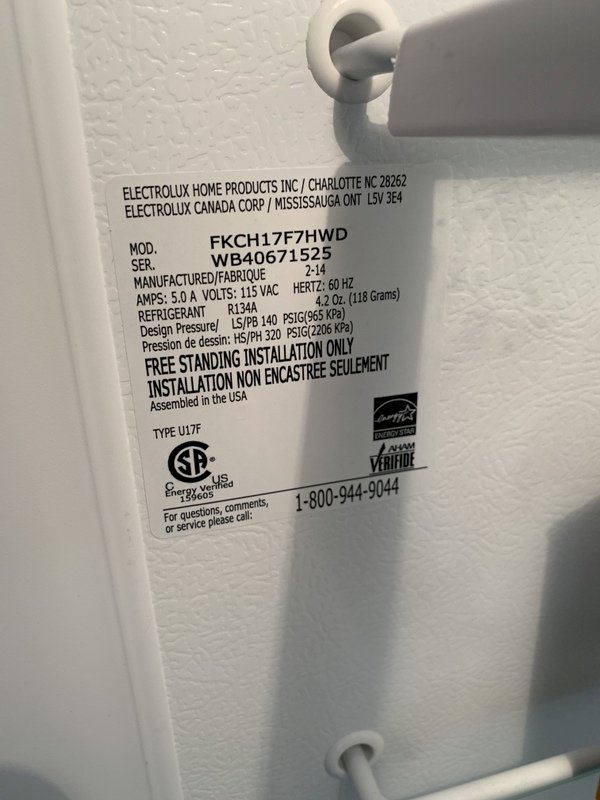 ELECTROLUX HOME PRODUCTS INC / CHARLOTTE NC 28262
ELECTROLUX CANADA CORP / MISSISSAUGA ONT L5V 3E4
MOD. FKCH17F7HWD
SER. WB40671525
MANUFACTURED/FABRIQUE 2-14
AMPS: 5.0 A VOLTS: 115 VAC HERTZ: 60 HZ
REFRIGERANT R134A 4.2 Oz. (118 Grams)
Design Pressure/ LS/PB 140 PSIG(965 KPa)
Pression de dessin: HS/PH 320 PSIG(2206 KPa)
FREE STANDING INSTALLATION ONLY
INSTALLATION NON ENCASTREE SEULEMENT
Assembled in the USA
TYPE U17F
energy
ENERGY STAR
SA®
C US
Energy Verified
159605
AHAM
VERIFIDE
For questions, comments,
or service please call:
1-800-944-9044